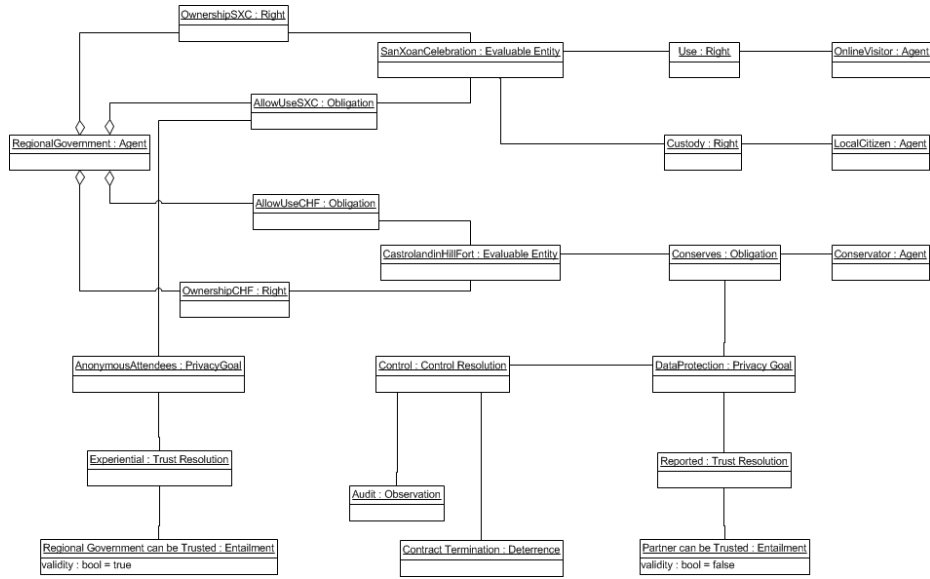 OwnershipSXC : Right
SanXoanCelebration : Evaluable Entity
Use : Right
OnlineVisitor : Agent
AllowUseSXC : Obligation
RegionalGovernment : Agent
Custody : Right
LocalCitizen : Agent
AllowUseCHF : Obligation
CastrolandinHillFort : Evaluable Entity
Conserves : Obligation
Conservator : Agent
OwnershipCHF : Right
AnonymousAttendees : PrivacyGoal
Control : Control Resolution
DataProtection : Privacy Goal
Experiential : Trust Resolution
Reported : Trust Resolution
Audit : Observation
Regional Government can be Trusted : Entailment
validity : bool = true
Contract Termination : Deterrence
Partner can be Trusted : Entailment
validity : bool = false